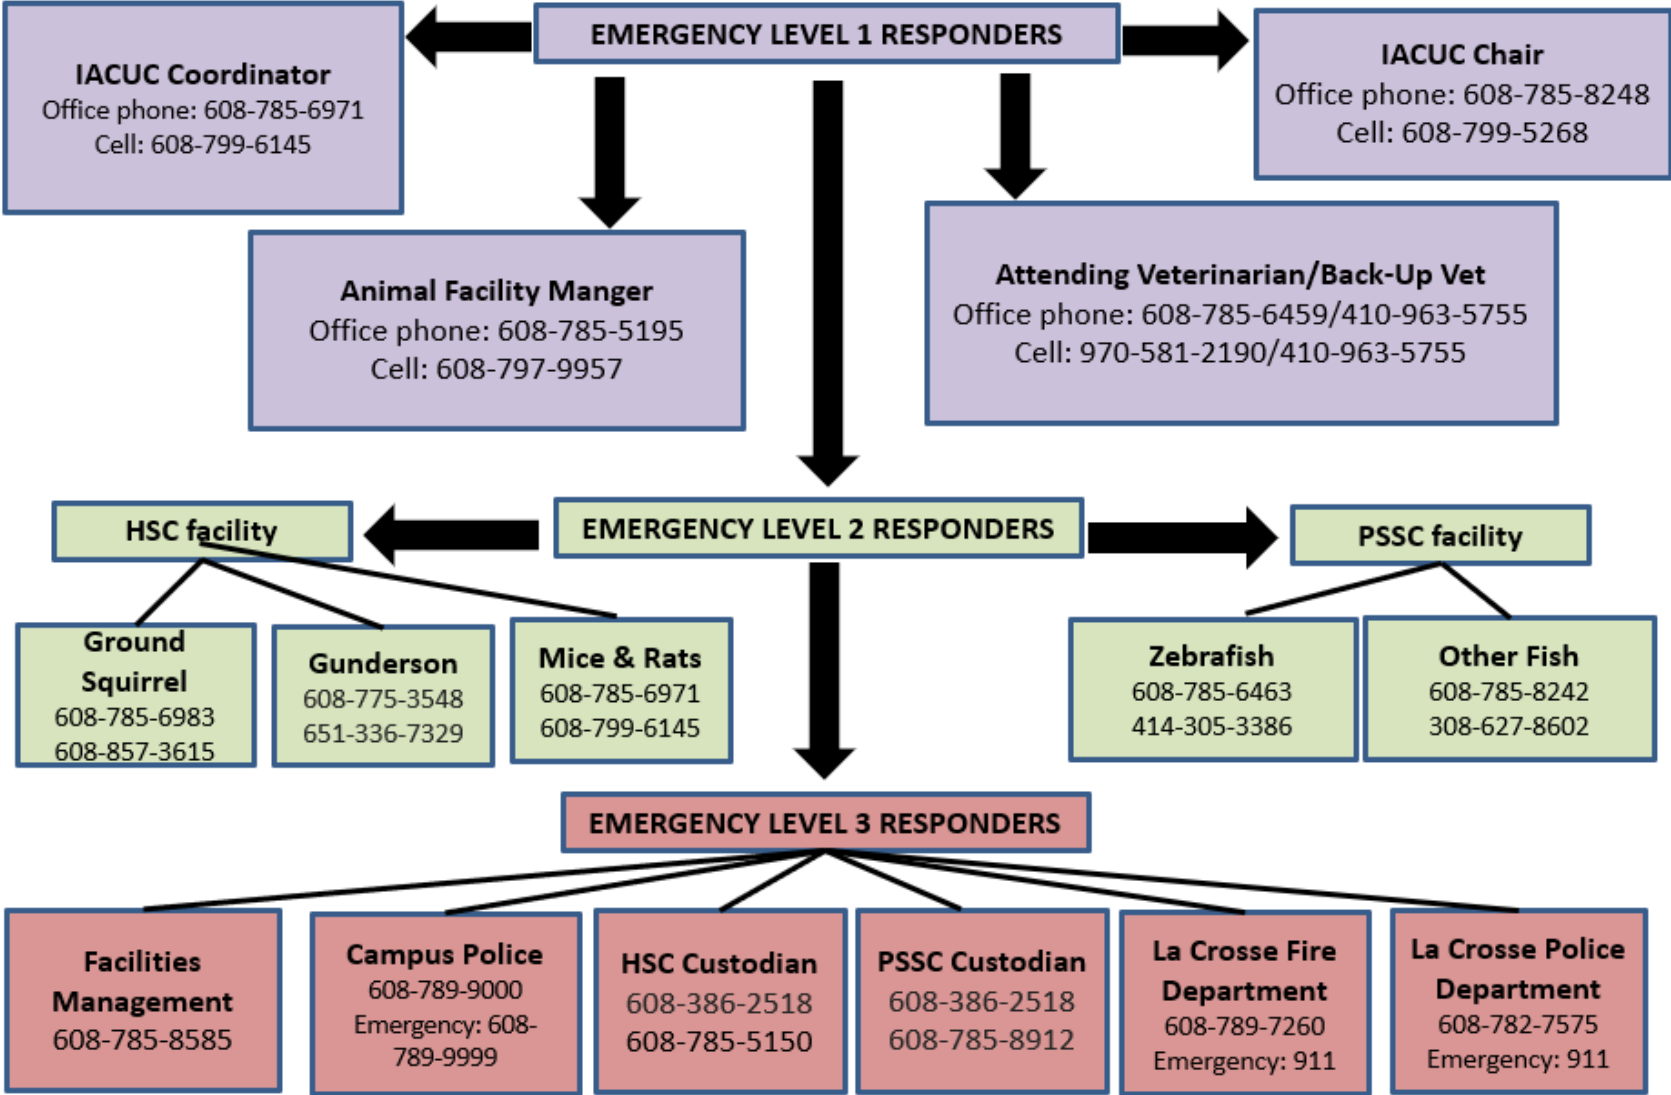 EMERGENCY LEVEL 1 RESPONDERS
IACUC Coordinator
Office phone: 608-785-6971
Cell: 608-799-6145
IACUC Chair
Office phone: 608-785-8248
Cell: 608-799-5268
Animal Facility Manger
Office phone: 608-785-5195
Cell: 608-797-9957
Attending Veterinarian/Back-Up Vet
Office phone: 608-785-6459/410-963-5755
Cell: 970-581-2190/410-963-5755
EMERGENCY LEVEL 2 RESPONDERS
HSC facility
PSSC facility
Ground
Squirrel
608-785-6983
608-857-3615
Gunderson
608-775-3548
651-336-7329
Mice & Rats
608-785-6971
608-799-6145
Zebrafish
608-785-6463
414-305-3386
Other Fish
608-785-8242
308-627-8602
EMERGENCY LEVEL 3 RESPONDERS
Facilities
Management
608-785-8585
Campus Police
608-789-9000
Emergency: 608-
789-9999
HSC Custodian
608-386-2518
608-785-5150
PSSC Custodian
608-386-2518
608-785-8912
La Crosse Fire
Department
608-789-7260
Emergency: 911
La Crosse Police
Department
608-782-7575
Emergency: 911